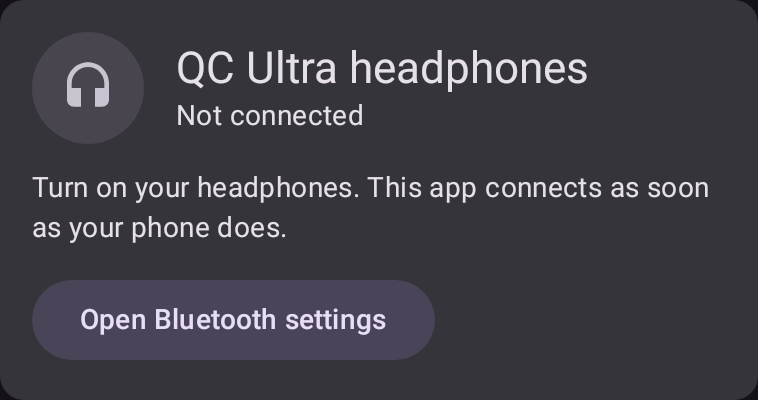 QC Ultra headphones
Not connected
Turn on your headphones. This app connects as soon
as your phone does.
Open Bluetooth settings